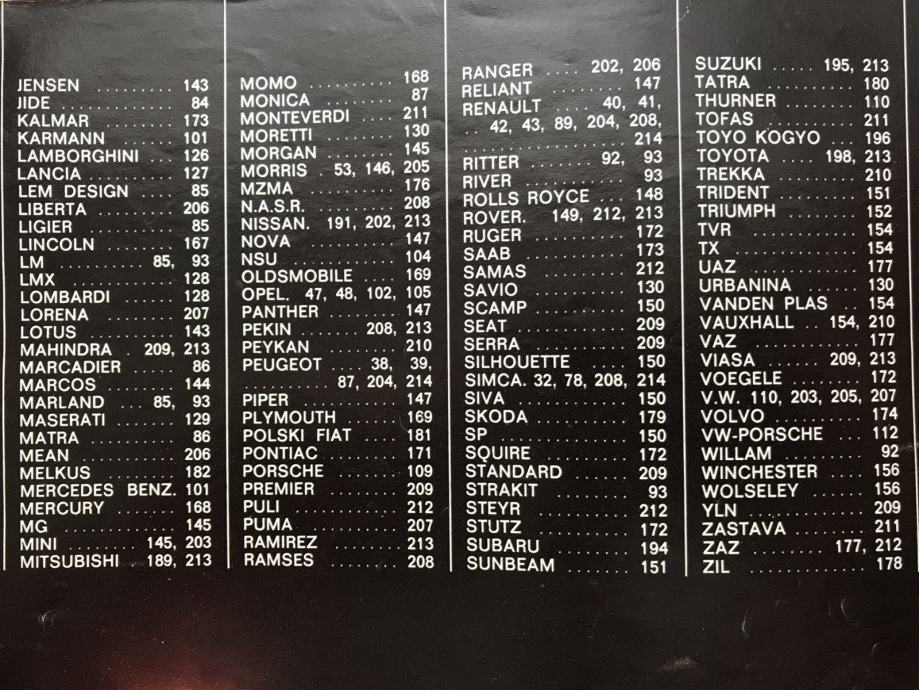 JENSEN .......... 143
JIDE .......... 84
KALMAR .......... 173
KARMANN .......... 101
LAMBORGHINI .... 126
LANCIA .......... 127
LEM DESIGN ...... 85
LIBERTA .......... 206
LIGIER .......... 85
LINCOLN .......... 167
LM .......... 85, 93
LMX .......... 128
LOMBARDI .......... 128
LORENA .......... 207
LOTUS .......... 143
MAHINDRA . 209, 213
MARCADIER ...... 86
MARCOS .......... 144
MARLAND ... 85, 93
MASERATI .......... 129
MATRA .......... 86
MEAN .......... 206
MELKUS .......... 182
MERCEDES BENZ. 101
MERCURY .......... 168
MG .......... 145
MINI .......... 145, 203
MITSUBISHI .. 189, 213
MOMO .......... 168
MONICA .......... 87
MONTEVERDI .... 211
MORETTI .......... 130
MORGAN .......... 145
MORRIS 53, 146, 205
MZMA .......... 176
N.A.S.R. .......... 208
NISSAN. 191, 202, 213
NOVA .......... 147
NSU .......... 104
OLDSMOBILE .... 169
OPEL. 47, 48, 102, 105
PANTHER .......... 147
PEKIN ...... 208, 213
PEYKAN .......... 210
PEUGEOT .... 38, 39,
.......... 87, 204, 214
PIPER .......... 147
PLYMOUTH ...... 169
POLSKI FIAT .... 181
PONTIAC .......... 171
PORSCHE .......... 109
PREMIER .......... 209
PULI .......... 212
PUMA .......... 207
RAMIREZ .......... 213
RAMSES .......... 208
RANGER .... 202, 206
RELIANT .......... 147
RENAULT .... 40, 41,
.. 42, 43, 89, 204, 208,
.......... 214
RITTER ...... 92, 93
RIVER .......... 93
ROLLS ROYCE ... 148
ROVER. 149, 212, 213
RUGER .......... 172
SAAB .......... 173
SAMAS .......... 212
SAVIO .......... 130
SCAMP .......... 150
SEAT .......... 209
SERRA .......... 209
SILHOUETTE ..... 150
SIMCA. 32, 78, 208, 214
SIVA .......... 150
SKODA .......... 179
SP .......... 150
SQUIRE .......... 172
STANDARD ...... 209
STRAKIT .......... 93
STEYR .......... 212
STUTZ .......... 172
SUBARU .......... 194
SUNBEAM .......... 151
SUZUKI ..... 195, 213
TATRA .......... 180
THURNER .......... 110
TOFAS .......... 211
TOYO KOGYO ... 196
TOYOTA .... 198, 213
TREKKA .......... 210
TRIDENT .......... 151
TRIUMPH .......... 152
TVR .......... 154
TX .......... 154
UAZ .......... 177
URBANINA .......... 130
VANDEN PLAS ... 154
VAUXHALL .. 154, 210
VAZ .......... 177
VIASA ...... 209, 213
VOEGELE .......... 172
V.W. 110, 203, 205, 207
VOLVO .......... 174
VW-PORSCHE ... 112
WILLAM .......... 92
WINCHESTER .... 156
WOLSELEY ...... 156
YLN .......... 209
ZASTAVA .......... 211
ZAZ .......... 177, 212
ZIL .......... 178